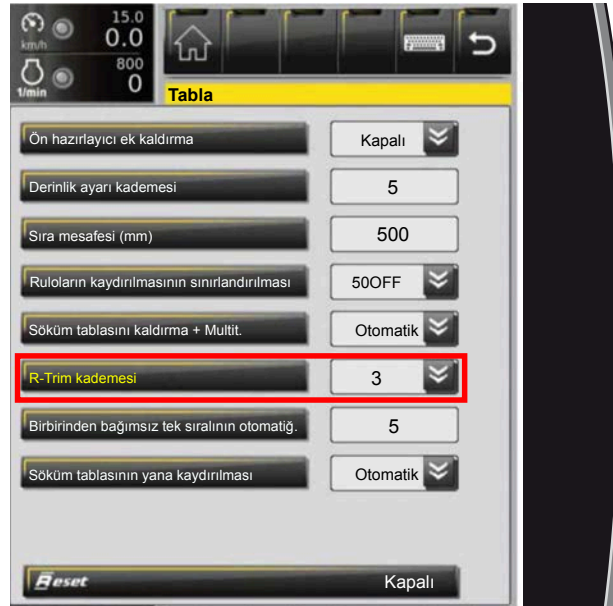 15.0
km/h 0.0
800
1/min 0
Tabla
Ön hazırlayıcı ek kaldırma Kapalı
Derinlik ayarı kademesi 5
Sıra mesafesi (mm) 500
Ruloların kaydırılmasının sınırlandırılması 50OFF
Söküm tablasını kaldırma + Multit. Otomatik
R-Trim kademesi 3
Birbirinden bağımsız tek sıralının otomatiğ. 5
Söküm tablasının yana kaydırılması Otomatik
Reset Kapalı